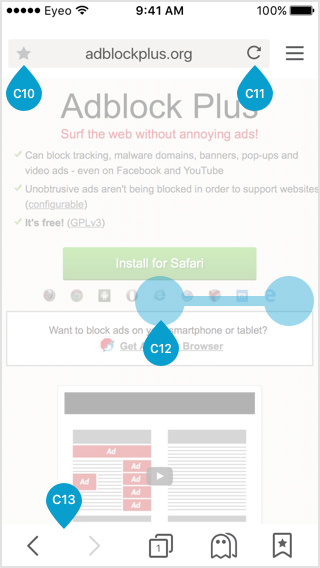 Eyeo 9:41 AM 100%
adblockplus.org
C10 C11
Adblock Plus
Surf the web without annoying ads!
Can block tracking, malware domains, banners, pop-ups and
video ads - even on Facebook and YouTube
Unobtrusive ads aren't being blocked in order to support websites
(configurable)
It's free! (GPLv3)
Install for Safari
Want to block ads on your smartphone or tablet?
Get Browser
C12
Ad
Ad
Ad Ad
Ad
Ad
C13
1